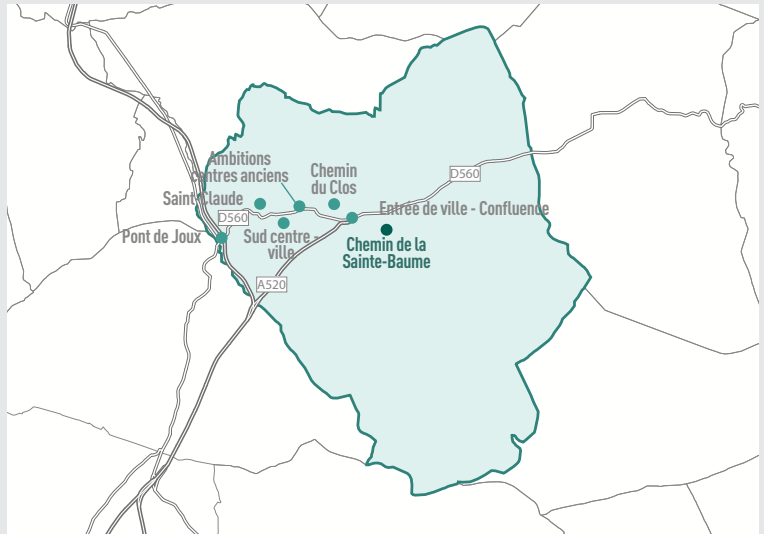 Ambitions
centres anciens
Chemin
du Clos
D560
Saint-Claude
D560
Entrée de ville - Confluence
Pont de Joux
Sud centre -
ville
Chemin de la
Sainte-Baume
A520